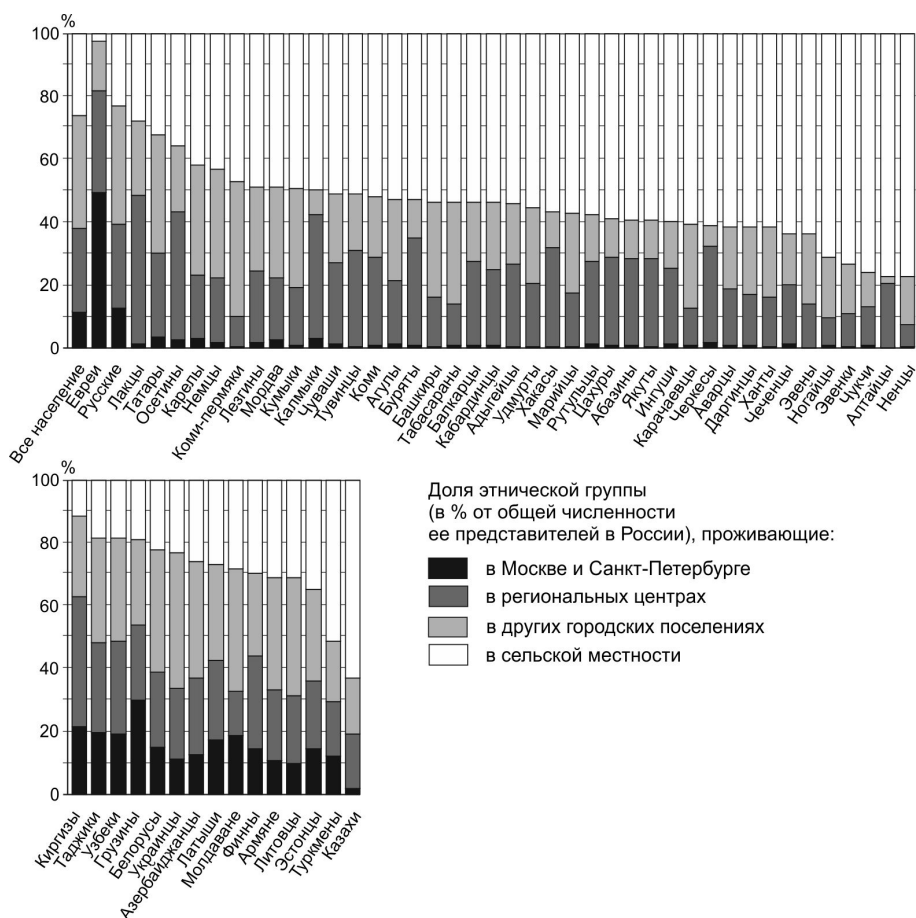 %
100
80
60
40
20
0
Все население
Евреи
Русские
Лакцы
Татары
Осетины
Карелы
Немцы
Коми-пермяки
Лезгины
Мордва
Кумыки
Калмыки
Чуваши
Тувинцы
Коми
Агулы
Буряты
Башкиры
Табасараны
Балкарцы
Кабардинцы
Адыгейцы
Удмурты
Хакасы
Марийцы
Рутульцы
Цахуры
Абазины
Якуты
Ингуши
Карачаевцы
Черкесы
Аварцы
Даргинцы
Ханты
Чеченцы
Эвены
Ногайцы
Эвенки
Чукчи
Алтайцы
Ненцы
%
100
80
60
40
20
0
Киргизы
Таджики
Узбеки
Грузины
Белорусы
Украинцы
Азербайджанцы
Латыши
Молдаване
Финны
Армяне
Литовцы
Эстонцы
Туркмены
Казахи
Доля этнической группы
(в % от общей численности
ее представителей в России), проживающие:
в Москве и Санкт-Петербурге
в региональных центрах
в других городских поселениях
в сельской местности